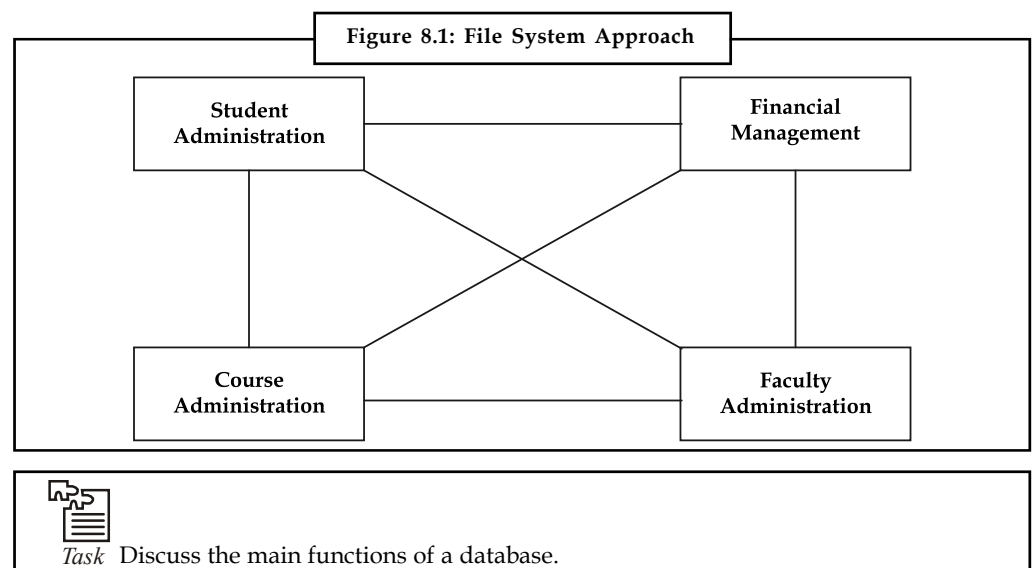 Figure 8.1: File System Approach
Student
Administration
Financial
Management
Course
Administration
Faculty
Administration
Task Discuss the main functions of a database.